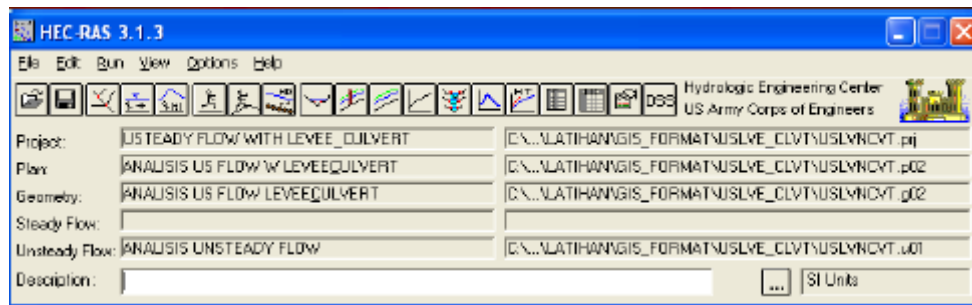 HEC-RAS 3.1.3
File Edit Run View Options Help
DSS
Hydrologic Engineering Center
US Army Corps of Engineers
Project: USTEADY FLOW WITH LEVEE_CULVERT C:\...\LATIHAN\GIS_FORMAT\USLVE_CLVT\USLVNCVT.prj
Plan: ANALISIS US FLOW W LEVEECULVERT C:\...\LATIHAN\GIS_FORMAT\USLVE_CLVT\USLVNCVT.p02
Geometry: ANALISIS US FLOW LEVEECULVERT C:\...\LATIHAN\GIS_FORMAT\USLVE_CLVT\USLVNCVT.g02
Steady Flow:
Unsteady Flow: ANALISIS UNSTEADY FLOW C:\...\LATIHAN\GIS_FORMAT\USLVE_CLVT\USLVNCVT.u01
Description : ... SI Units